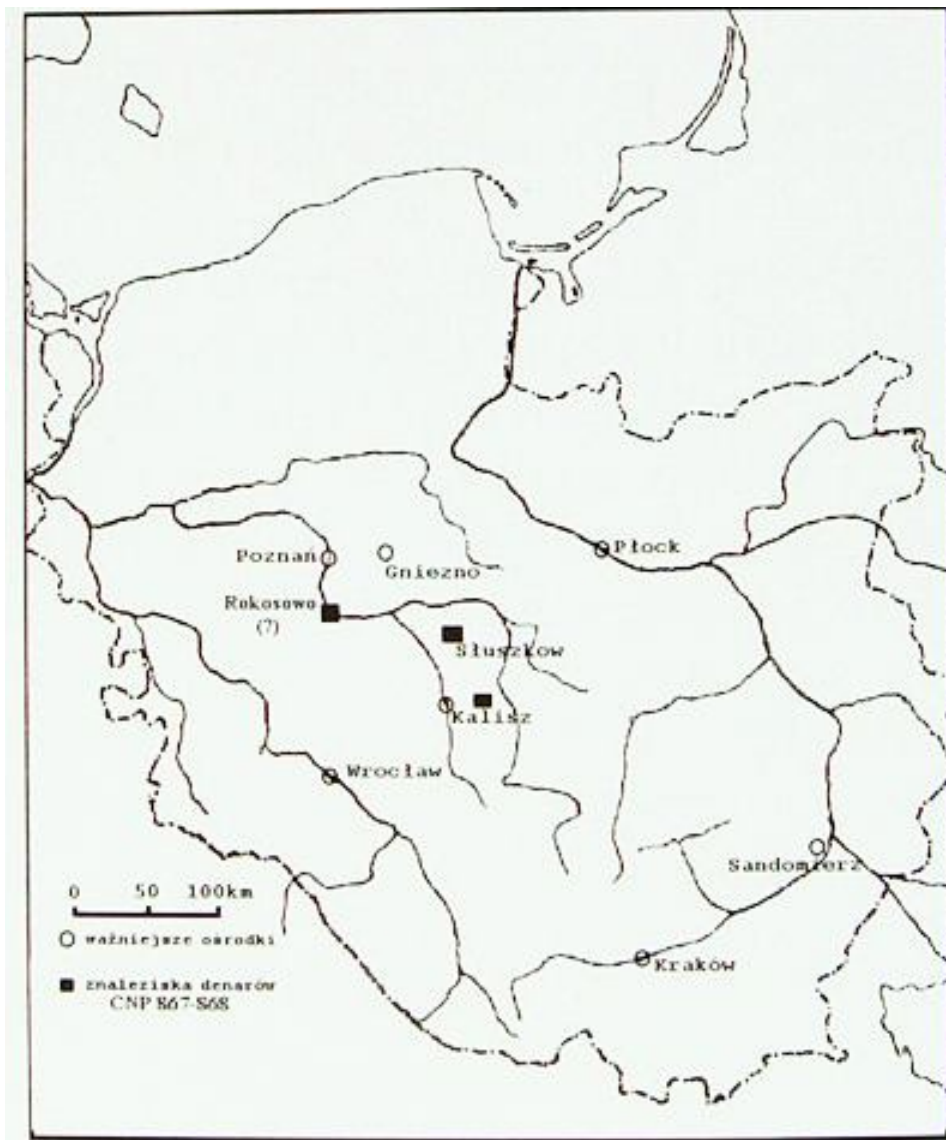 Poznań
Gniezno
Płock
Rokosowo
(7)
Słuszków
Kalisz
Wrocław
Sandomierz
0 50 100km
ważniejsze ośrodki
Kraków
znaleziska denarów
CNP 867-868